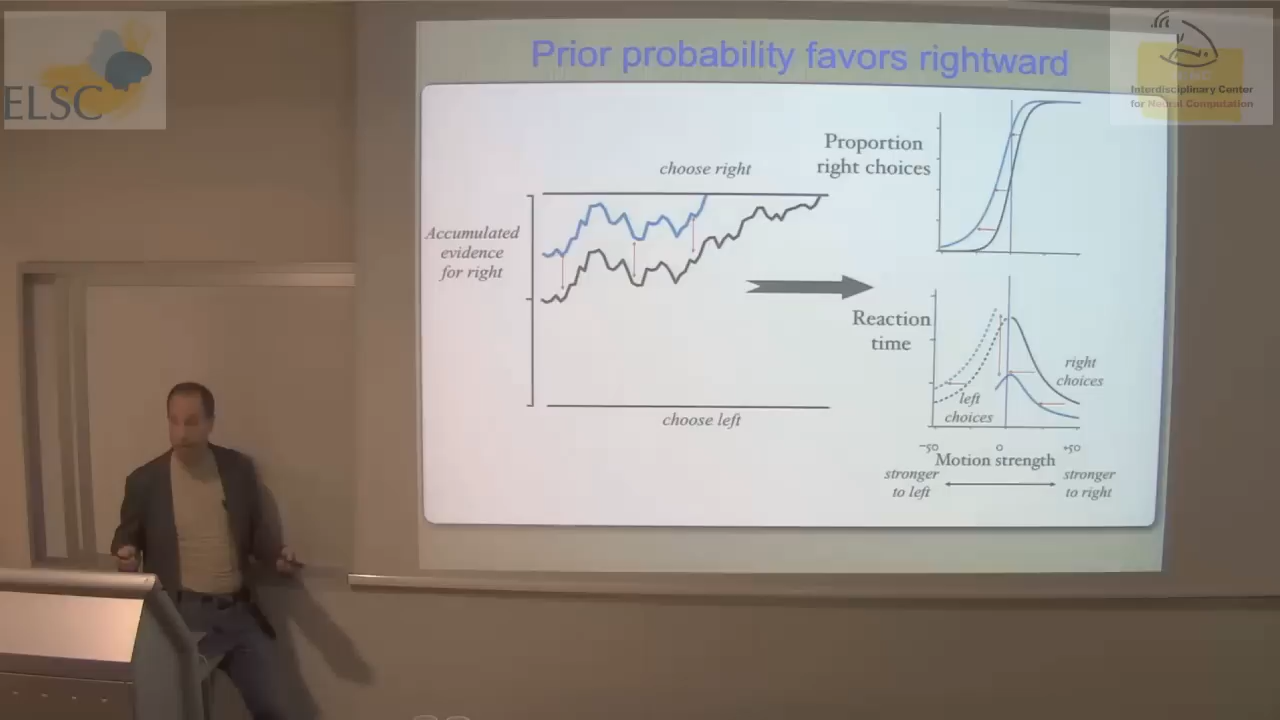 ELSC
Prior probability favors rightward
Interdisciplinary Center
for Neural Computation
choose right
Accumulated
evidence
for right
choose left
Proportion
right choices
Reaction
time
right
choices
left
choices
-50
0
+50
Motion strength
stronger
to left
stronger
to right